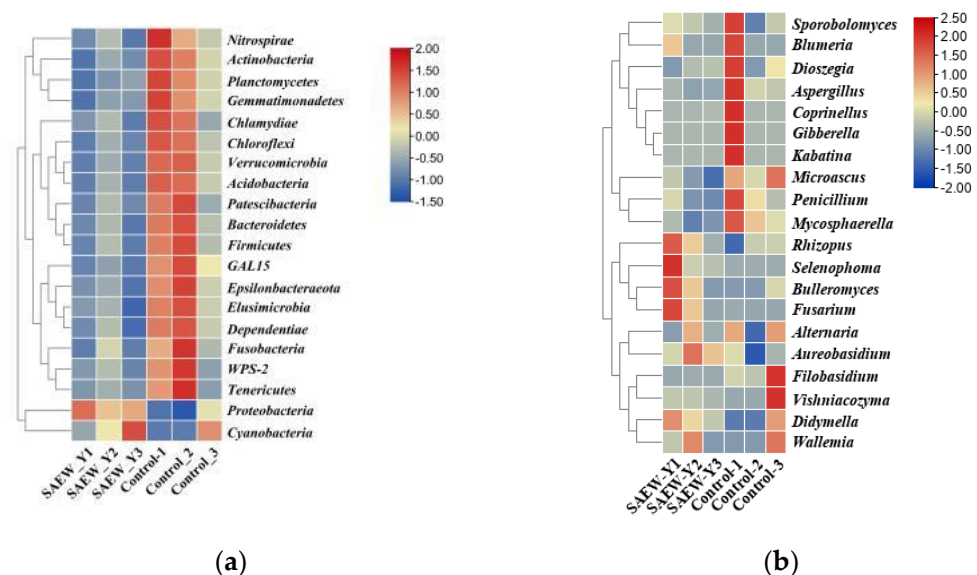 Nitrospirae
Actinobacteria
Planctomycetes
Gemmatimonadetes
Chlamydiae
Chloroflexi
Verrucomicrobia
Acidobacteria
Patescibacteria
Bacteroidetes
Firmicutes
GAL15
Epsilonbacteraeota
Elusimicrobia
Dependentiae
Fusobacteria
WPS-2
Tenericutes
Proteobacteria
Cyanobacteria
SAEW_Y1
SAEW_Y2
SAEW_Y3
Control-1
Control_2
Control_3
2.00
1.50
1.00
0.50
0.00
-0.50
-1.00
-1.50
(a)
Sporobolomyces
Blumeria
Dioszegia
Aspergillus
Coprinellus
Gibberella
Kabatina
Microascus
Penicillium
Mycosphaerella
Rhizopus
Selenophoma
Bulleromyces
Fusarium
Alternaria
Aureobasidium
Filobasidium
Vishniacozyma
Didymella
Wallemia
SAEW-Y1
SAEW-Y2
SAEW-Y3
Control-1
Control-2
Control-3
2.50
2.00
1.50
1.00
0.50
0.00
-0.50
-1.00
-1.50
-2.00
(b)